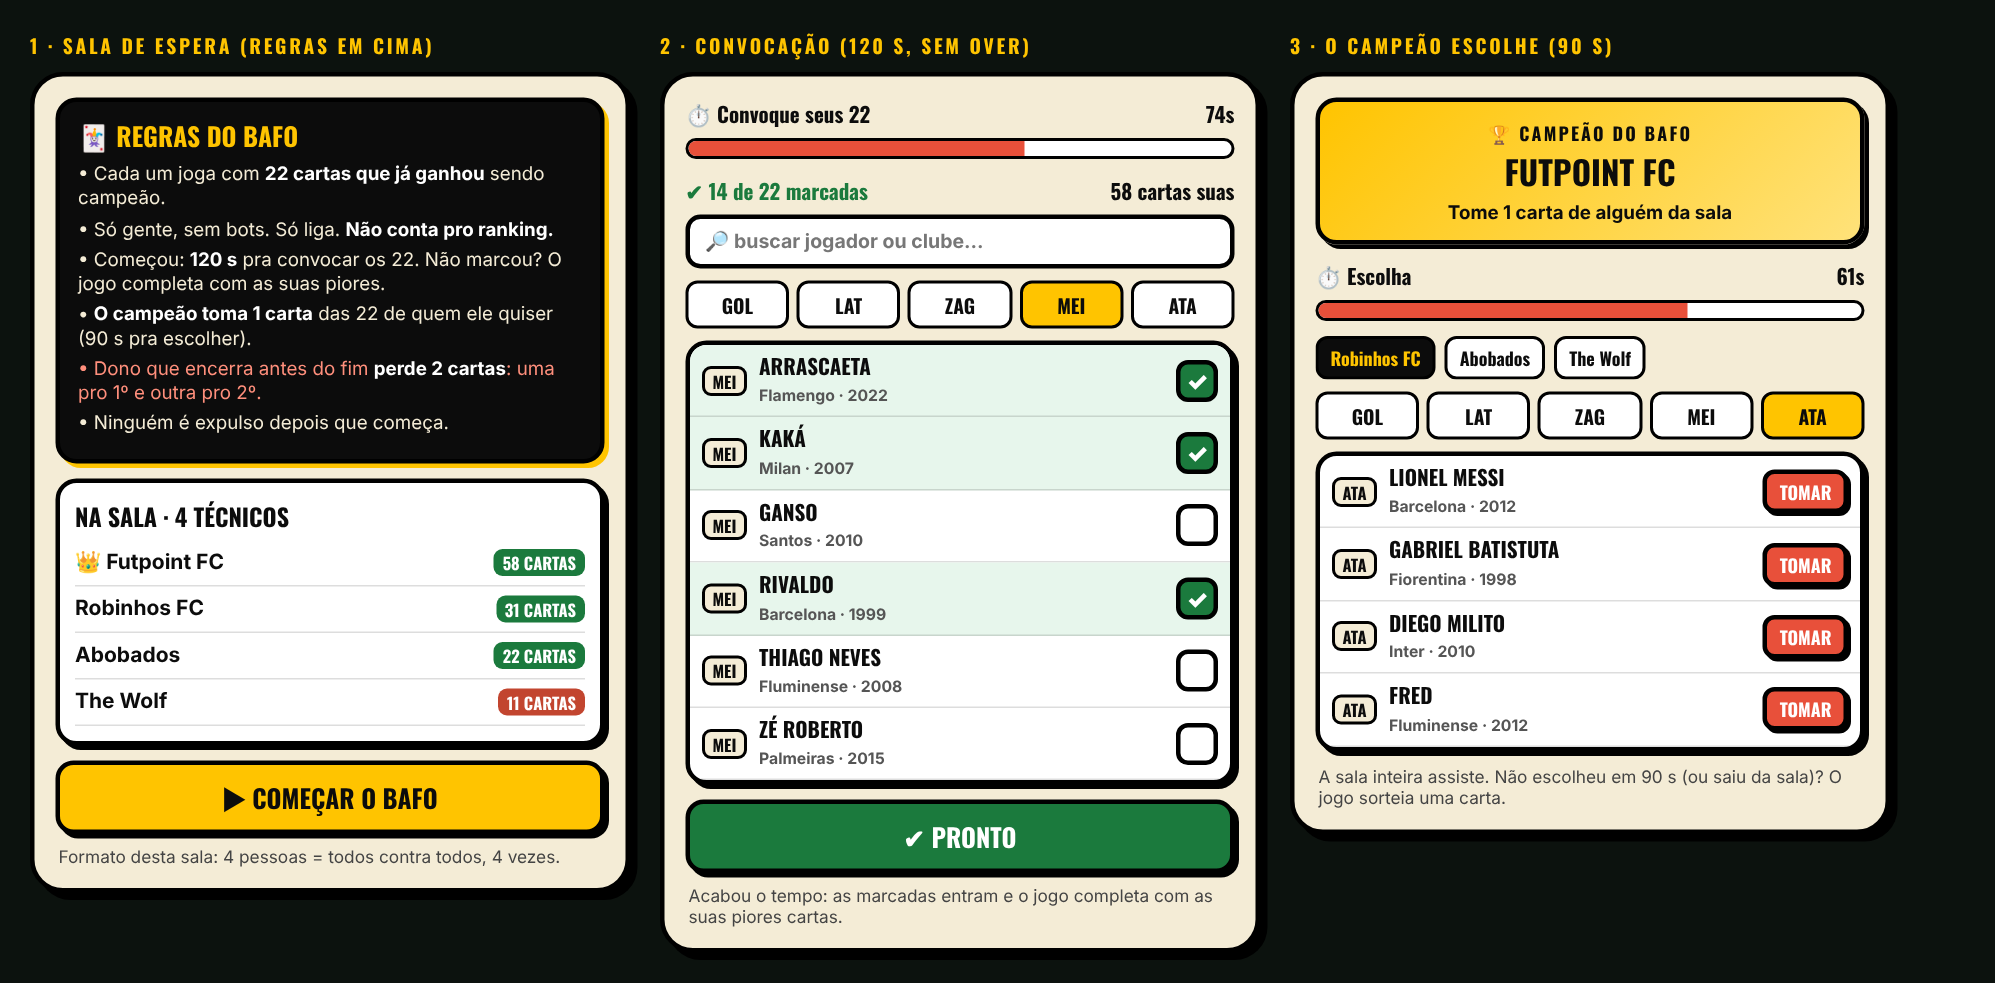 1 · SALA DE ESPERA (REGRAS EM CIMA)
REGRAS DO BAFO
• Cada um joga com 22 cartas que já ganhou sendo
campeão.
• Só gente, sem bots. Só liga. Não conta pro ranking.
• Começou: 120 s pra convocar os 22. Não marcou? O
jogo completa com as suas piores.
• O campeão toma 1 carta das 22 de quem ele quiser
(90 s pra escolher).
• Dono que encerra antes do fim perde 2 cartas: uma
pro 1º e outra pro 2º.
• Ninguém é expulso depois que começa.
NA SALA · 4 TÉCNICOS
Futpoint FC 58 CARTAS
Robinhos FC 31 CARTAS
Abobados 22 CARTAS
The Wolf 11 CARTAS
▶ COMEÇAR O BAFO
Formato desta sala: 4 pessoas = todos contra todos, 4 vezes.
2 · CONVOCAÇÃO (120 S, SEM OVER)
Convoque seus 22 74s
✔ 14 de 22 marcadas 58 cartas suas
buscar jogador ou clube...
GOL LAT ZAG MEI ATA
MEI ARRASCAETA
Flamengo · 2022
MEI KAKÁ
Milan · 2007
MEI GANSO
Santos · 2010
MEI RIVALDO
Barcelona · 1999
MEI THIAGO NEVES
Fluminense · 2008
MEI ZÉ ROBERTO
Palmeiras · 2015
✔ PRONTO
Acabou o tempo: as marcadas entram e o jogo completa com as
suas piores cartas.
3 · O CAMPEÃO ESCOLHE (90 S)
CAMPEÃO DO BAFO
FUTPOINT FC
Tome 1 carta de alguém da sala
Escolha 61s
Robinhos FC Abobados The Wolf
GOL LAT ZAG MEI ATA
ATA LIONEL MESSI TOMAR
Barcelona · 2012
ATA GABRIEL BATISTUTA TOMAR
Fiorentina · 1998
ATA DIEGO MILITO TOMAR
Inter · 2010
ATA FRED TOMAR
Fluminense · 2012
A sala inteira assiste. Não escolheu em 90 s (ou saiu da sala)? O
jogo sorteia uma carta.